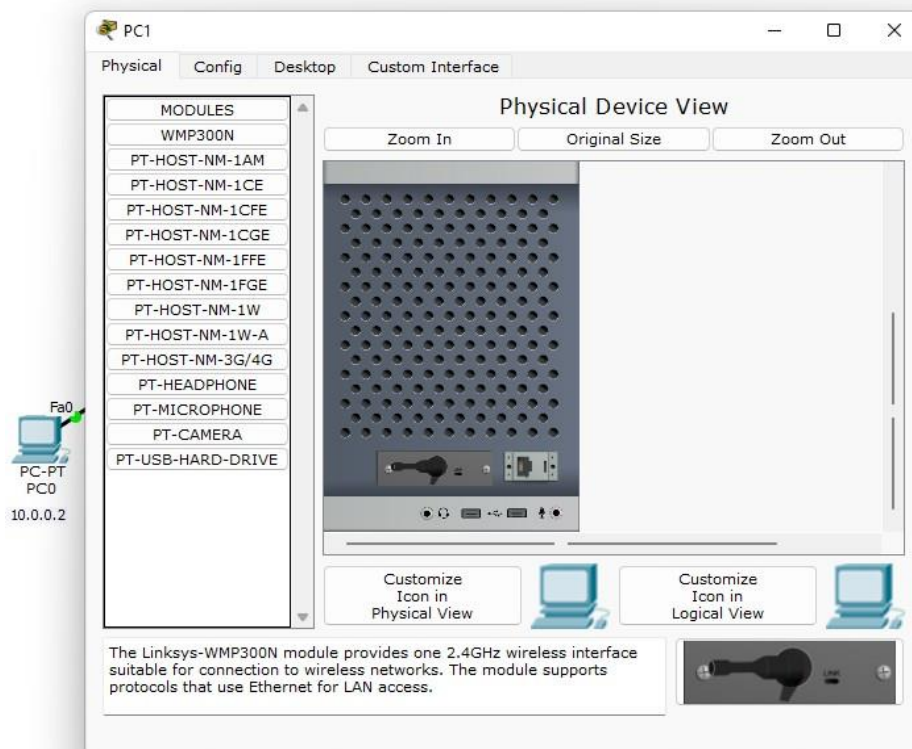 PC1
Physical
Config
Desktop
Custom Interface
MODULES
WMP300N
PT-HOST-NM-1AM
PT-HOST-NM-1CE
PT-HOST-NM-1CFE
PT-HOST-NM-1CGE
PT-HOST-NM-1FFE
PT-HOST-NM-1FGE
PT-HOST-NM-1W
PT-HOST-NM-1W-A
PT-HOST-NM-3G/4G
PT-HEADPHONE
PT-MICROPHONE
PT-CAMERA
PT-USB-HARD-DRIVE
Physical Device View
Zoom In
Original Size
Zoom Out
Customize
Icon in
Physical View
Customize
Icon in
Logical View
The Linksys-WMP300N module provides one 2.4GHz wireless interface
suitable for connection to wireless networks. The module supports
protocols that use Ethernet for LAN access.
LINK
Fa0
PC-PT
PC0
10.0.0.2